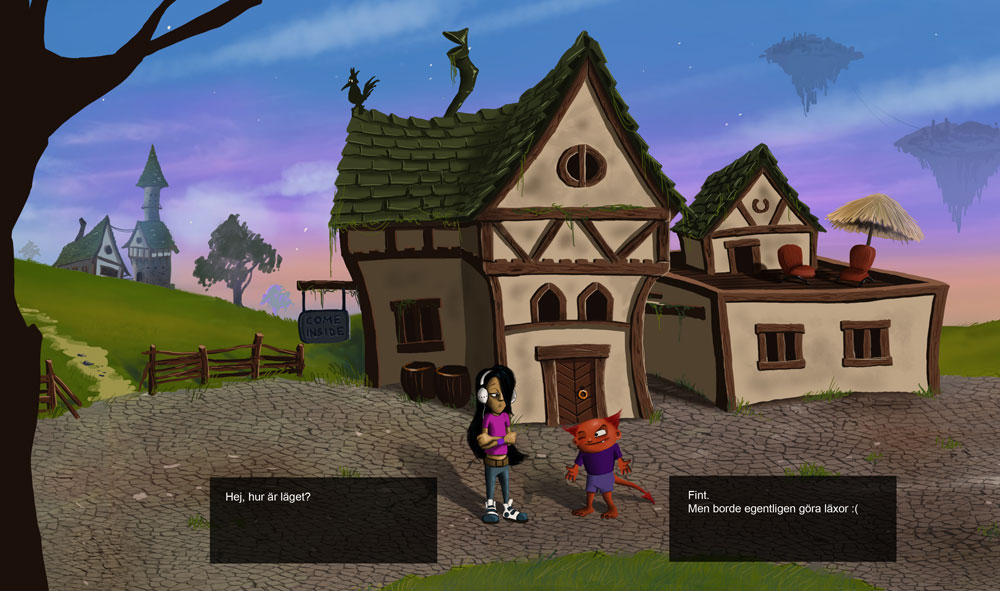 COME
INSIDE
Hej, hur är läget?
Fint.
Men borde egentligen göra läxor :(